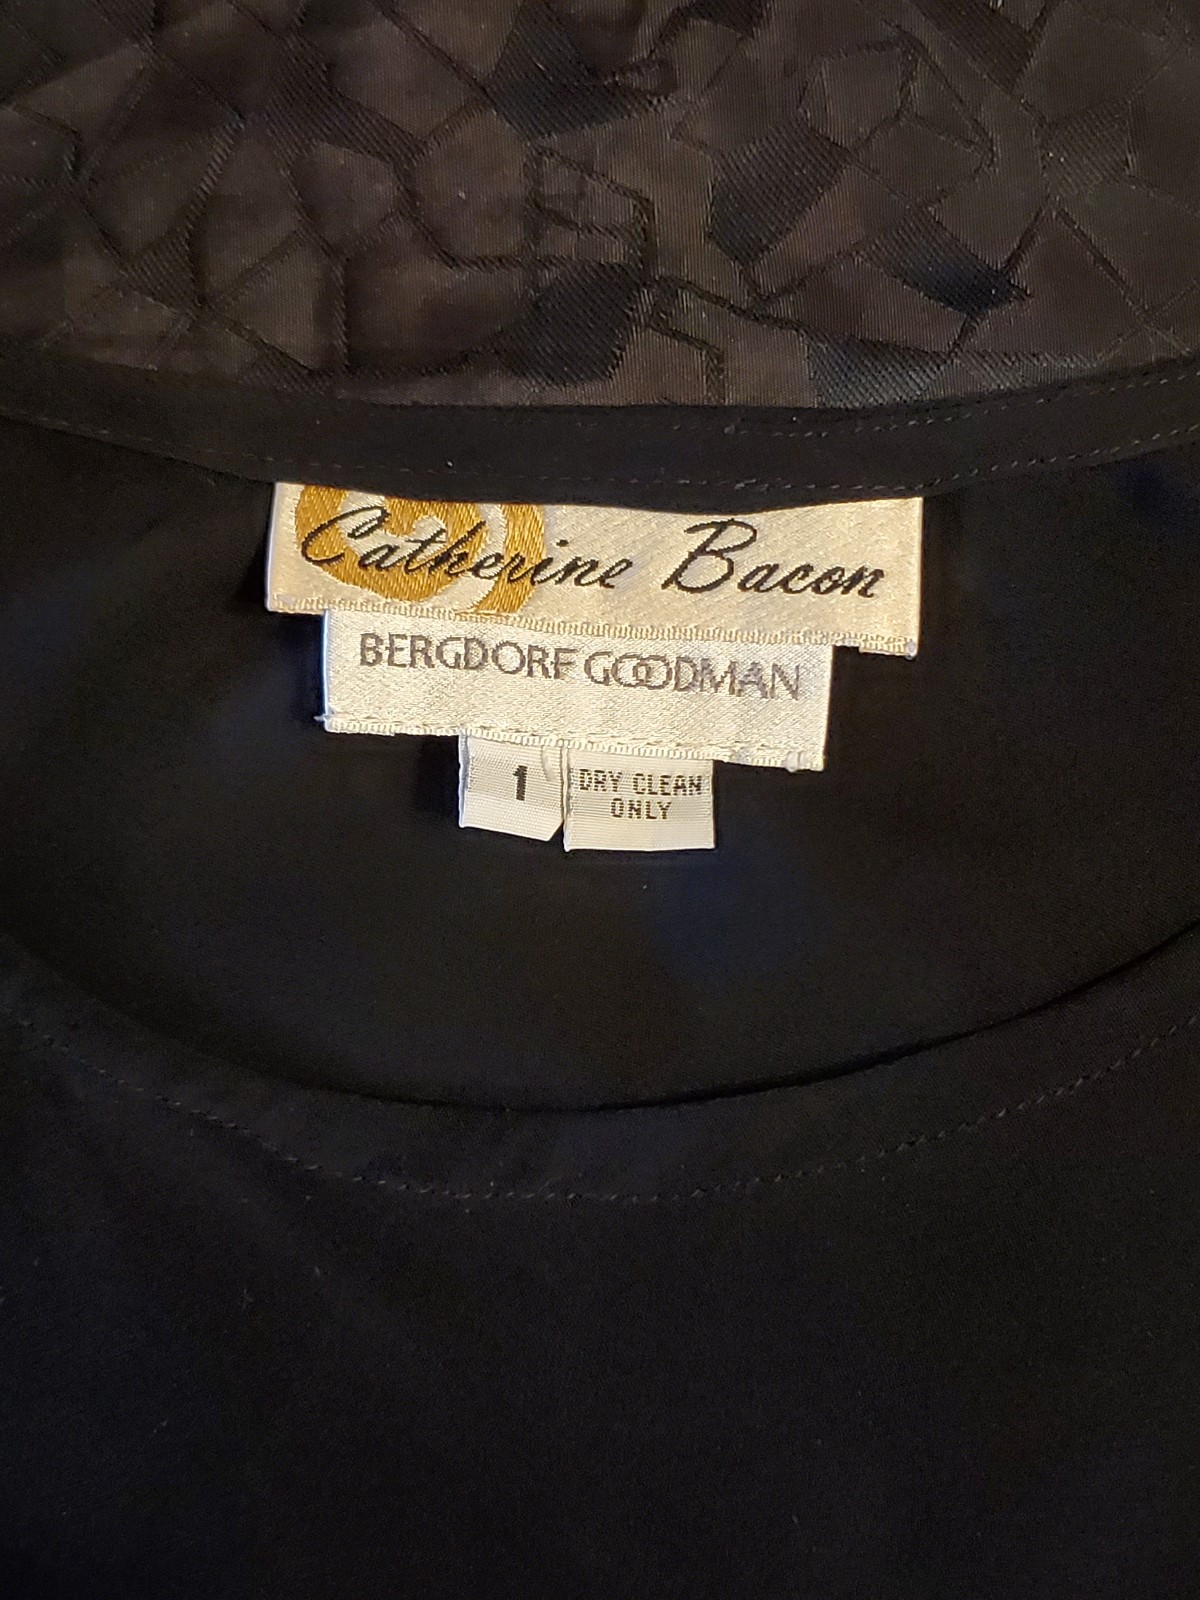 Catherine Bacon
BERGDORF GOODMAN
1
DRY CLEAN
ONLY